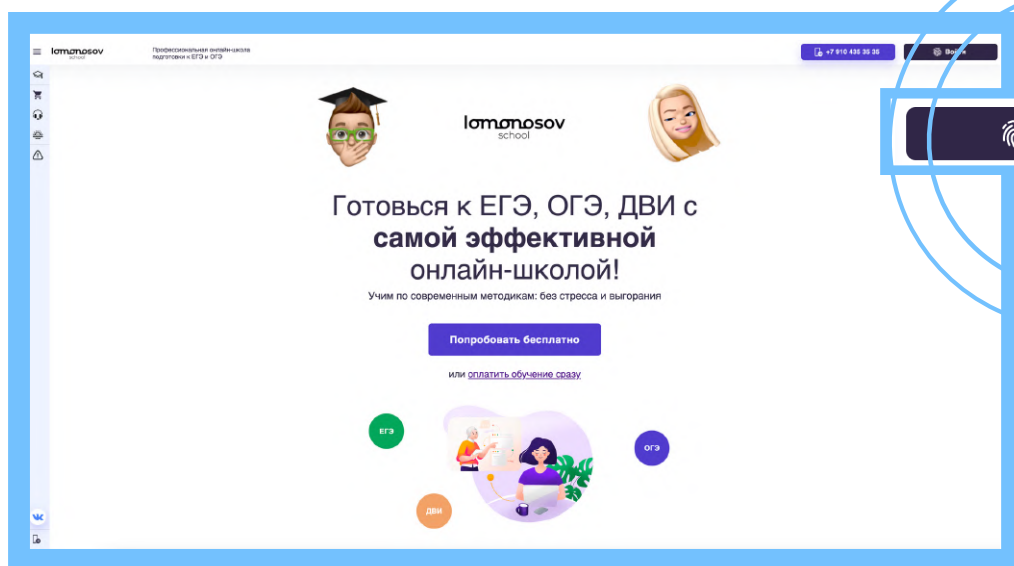 lomonosov
school
Профессиональная онлайн-школа
подготовки к ЕГЭ и ОГЭ
+7 910 435 35 35
Войти
lomonosov
school
Готовься к ЕГЭ, ОГЭ, ДВИ с
самой эффективной
онлайн-школой!
Учим по современным методикам: без стресса и выгорания
Попробовать бесплатно
или оплатить обучение сразу
ЕГЭ
ОГЭ
ДВИ